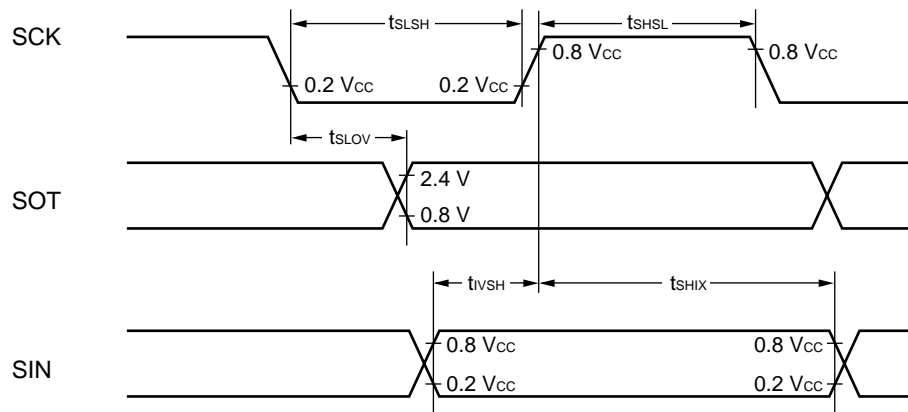 tSLSH
tSHSL
SCK
0.8 VCC
0.8 VCC
0.2 VCC
0.2 VCC
tSLOV
SOT
2.4 V
0.8 V
tIVSH
tSHIX
SIN
0.8 VCC
0.8 VCC
0.2 VCC
0.2 VCC